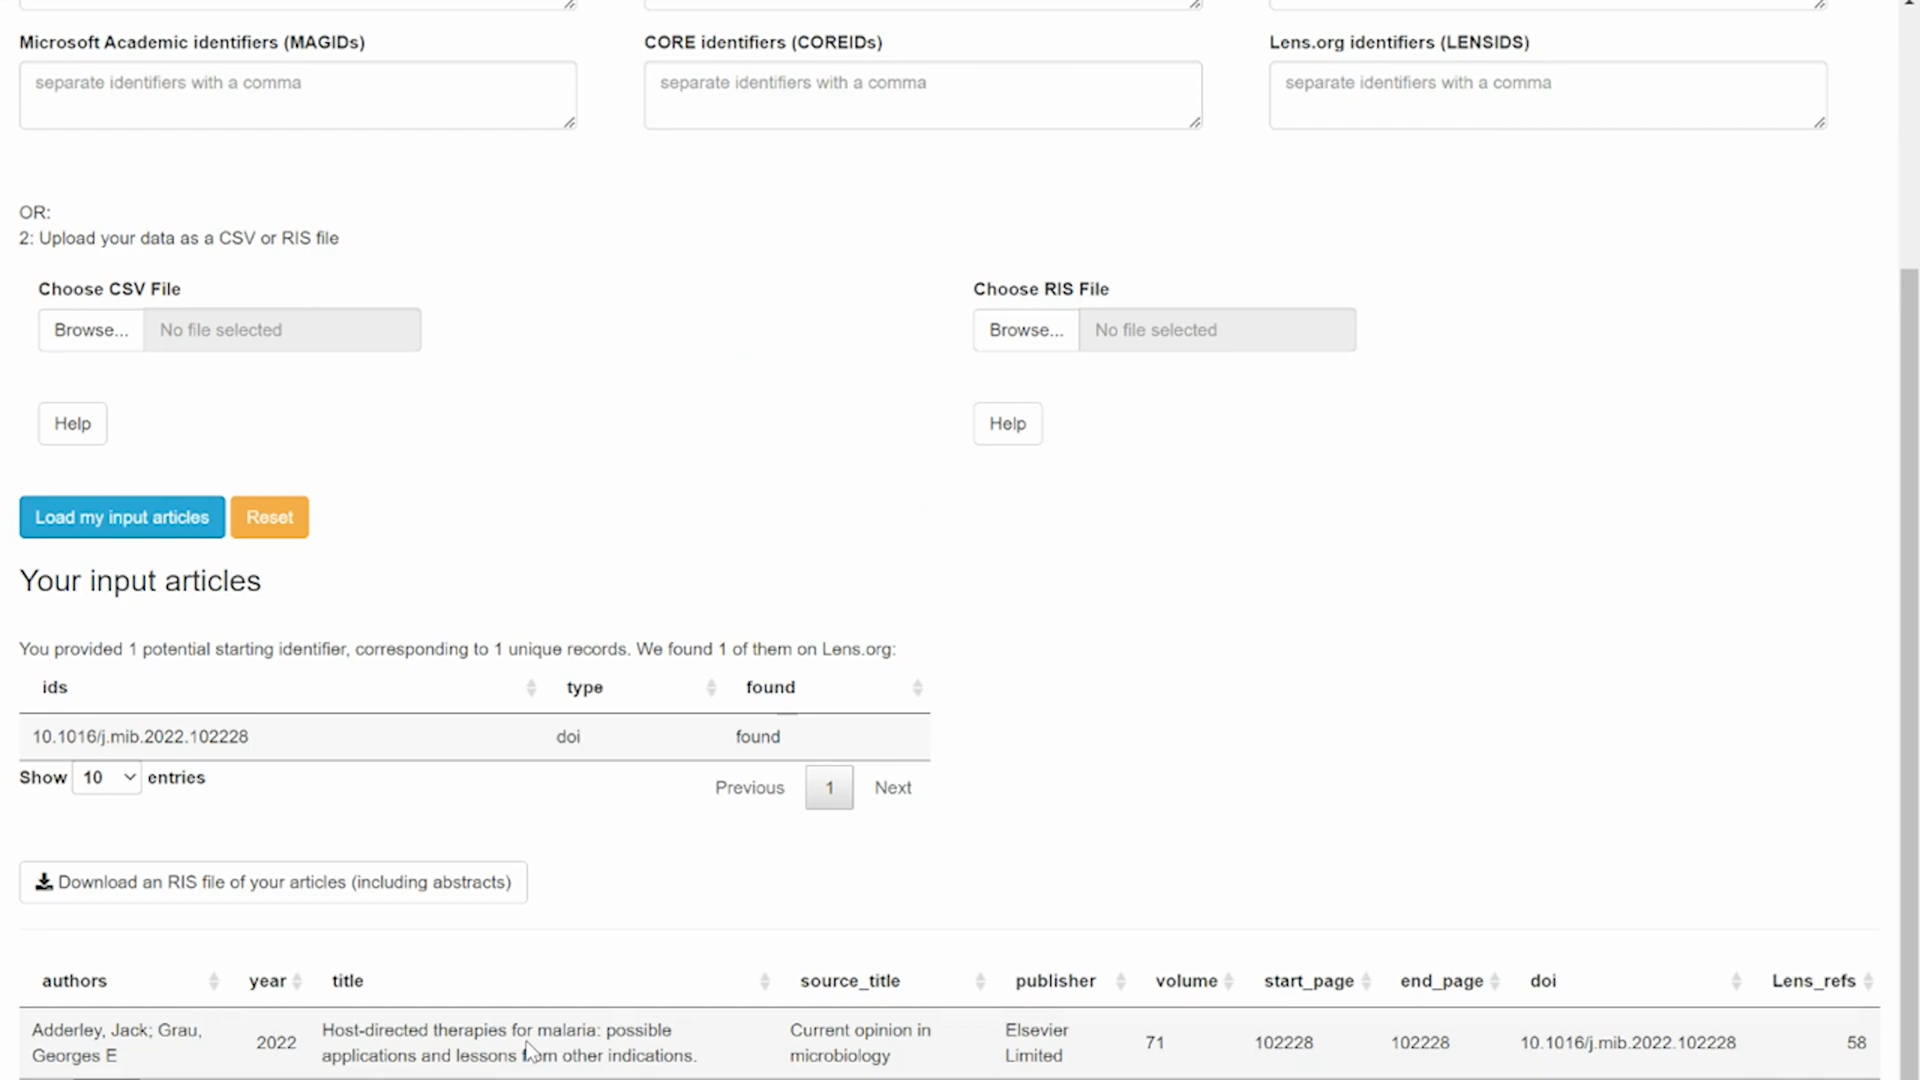 Microsoft Academic identifiers (MAGIDs)
CORE identifiers (COREIDs)
Lens.org identifiers (LENSIDS)
separate identifiers with a comma
separate identifiers with a comma
separate identifiers with a comma
OR:
2: Upload your data as a CSV or RIS file
Choose CSV File
Choose RIS File
Browse... No file selected
Browse... No file selected
Help
Help
Load my input articles Reset
Your input articles
You provided 1 potential starting identifier, corresponding to 1 unique records. We found 1 of them on Lens.org:
ids type found
10.1016/j.mib.2022.102228 doi found
Show 10 entries
Previous 1 Next
Download an RIS file of your articles (including abstracts)
authors year title source_title publisher volume start_page end_page doi Lens_refs
Adderley, Jack; Grau, Georges E
2022
Host-directed therapies for malaria: possible
applications and lessons from other indications.
Current opinion in
microbiology
Elsevier
Limited
71
102228
102228
10.1016/j.mib.2022.102228
58